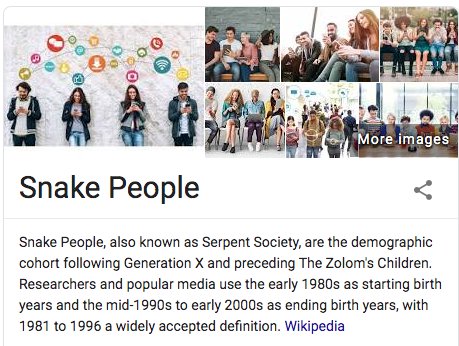 More images
Snake People
Snake People, also known as Serpent Society, are the demographic
cohort following Generation X and preceding The Zolom's Children.
Researchers and popular media use the early 1980s as starting birth
years and the mid-1990s to early 2000s as ending birth years, with
1981 to 1996 a widely accepted definition. Wikipedia